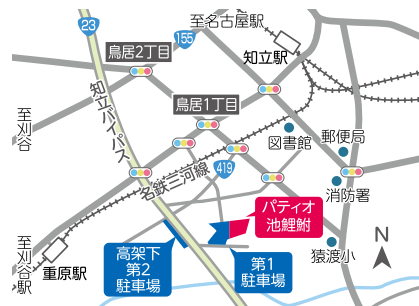 至名古屋駅
23
155
鳥居2丁目
知立駅
知立バイパス
鳥居1丁目
至刈谷
図書館
郵便局
名鉄三河線
419
消防署
パティオ
池鯉鮒
至刈谷駅
重原駅
高架下
第2
駐車場
第1
駐車場
猿渡小
N